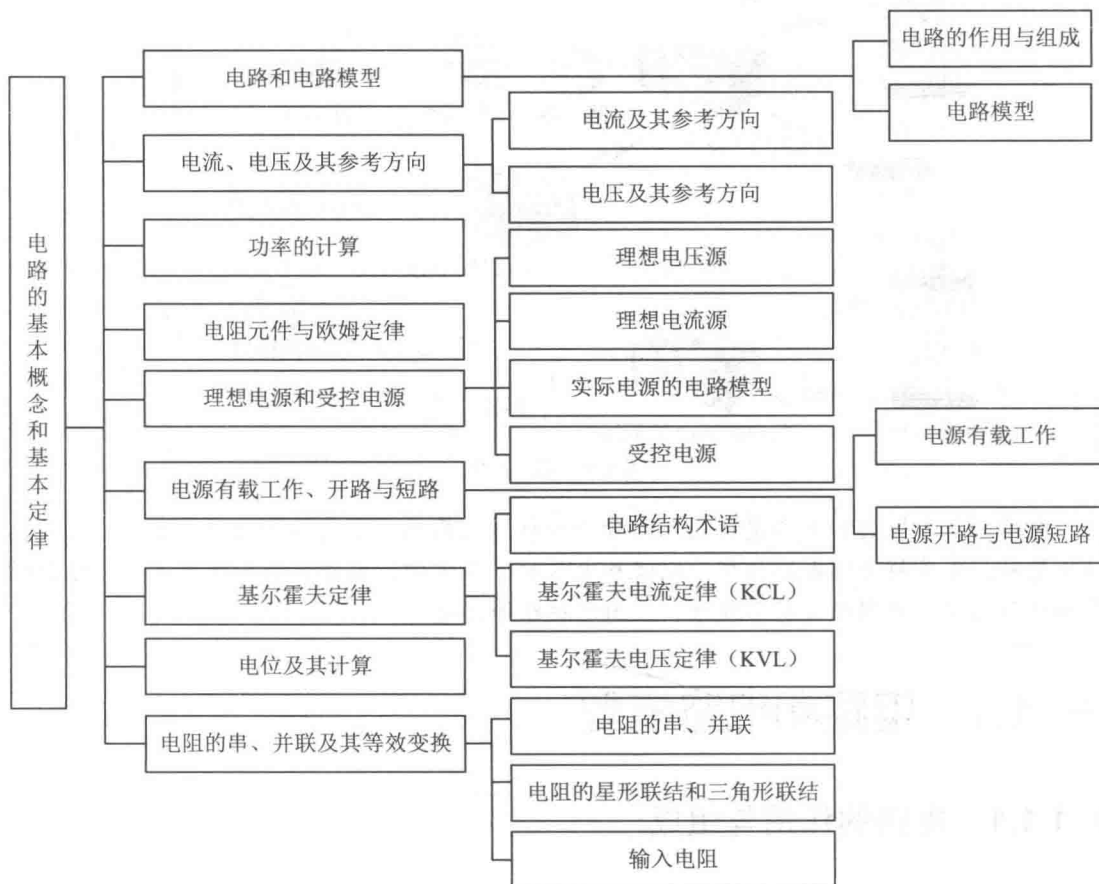 电路的基本概念和基本定律
电路和电路模型
电路的作用与组成
电路模型
电流、电压及其参考方向
电流及其参考方向
电压及其参考方向
功率的计算
电阻元件与欧姆定律
理想电源和受控电源
理想电压源
理想电流源
实际电源的电路模型
受控电源
电源有载工作、开路与短路
电源有载工作
电源开路与电源短路
基尔霍夫定律
电路结构术语
基尔霍夫电流定律（KCL）
基尔霍夫电压定律（KVL）
电位及其计算
电阻的串、并联及其等效变换
电阻的串、并联
电阻的星形联结和三角形联结
输入电阻